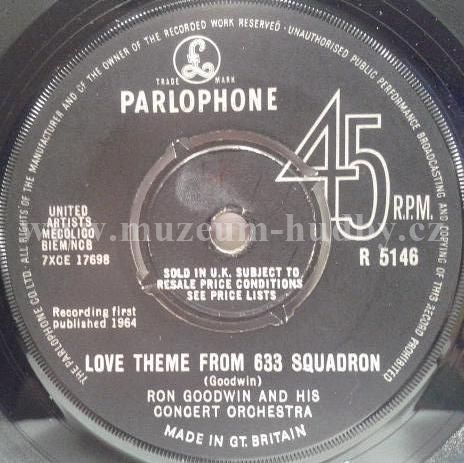 ALL RIGHTS OF THE MANUFACTURER AND OF THE OWNER OF THE RECORDED WORK RESERVED · UNAUTHORISED PUBLIC PERFORMANCE BROADCASTING AND COPYING OF THIS RECORD PROHIBITED
THE PARLOPHONE CO. LTD.
£
TRADE MARK
PARLOPHONE
45
R.P.M.
UNITED
ARTISTS
MECOLICO
BIEM/NCB
7XCE 17698
www.muzeum-hudby.cz
R 5146
SOLD IN U.K. SUBJECT TO
RESALE PRICE CONDITIONS
SEE PRICE LISTS
Recording first
published 1964
LOVE THEME FROM 633 SQUADRON
(Goodwin)
RON GOODWIN AND HIS
CONCERT ORCHESTRA
MADE IN GT. BRITAIN